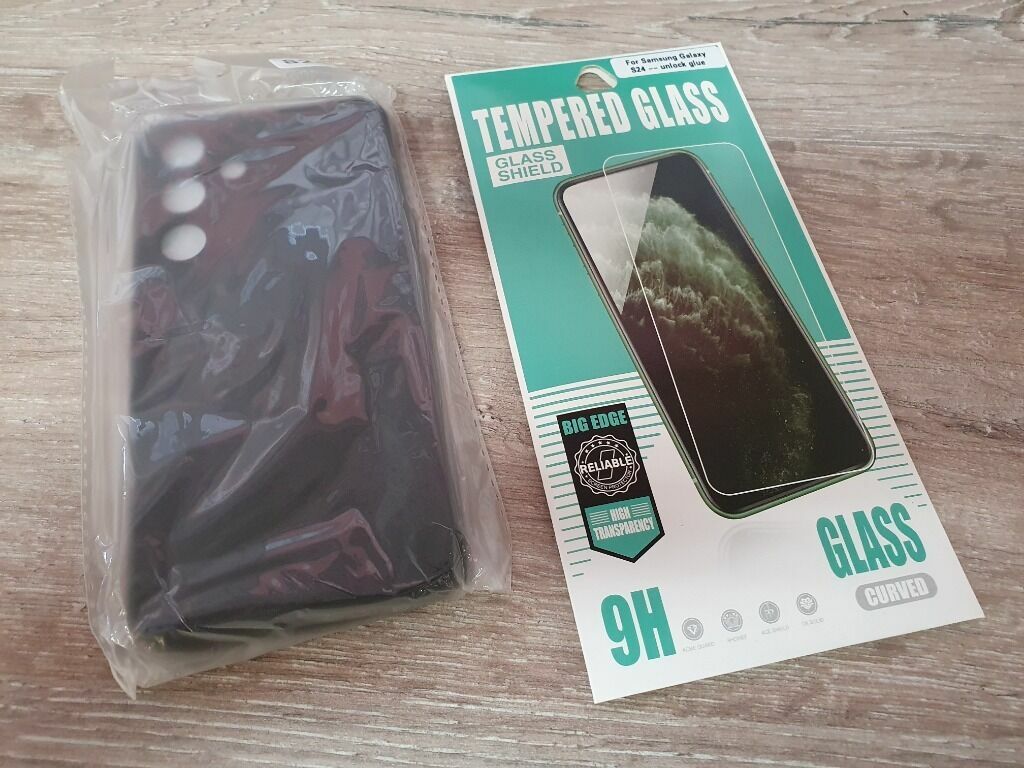 For Samsung Galaxy
S24 -- unlock glue
TEMPERED GLASS
GLASS
SHIELD
BIG EDGE
RELIABLE
HIGH
TRANSPARENCY
GLASS
CURVED
9H